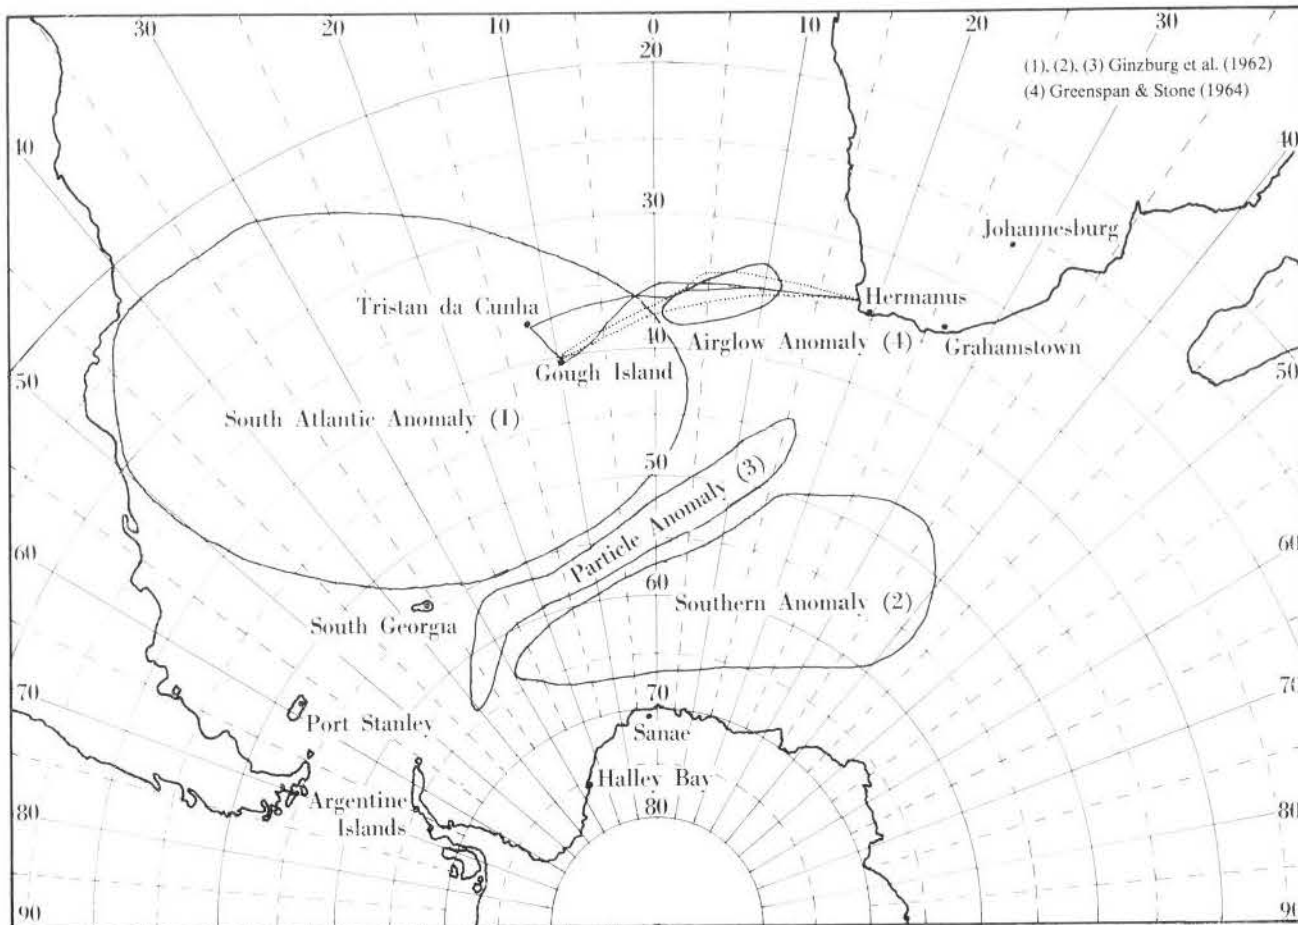 30
20
10
0
10
20
30
20
(1), (2), (3) Ginzburg et al. (1962)
(4) Greenspan & Stone (1964)
40
40
30
Johannesburg
Tristan da Cunha
Hermanus
40
Airglow Anomaly (4)
Grahamstown
Gough Island
50
50
South Atlantic Anomaly (1)
50
Particle Anomaly (3)
60
60
60
Southern Anomaly (2)
South Georgia
70
70
70
Port Stanley
Sanae
Halley Bay
Argentine
Islands
80
80
80
90
90